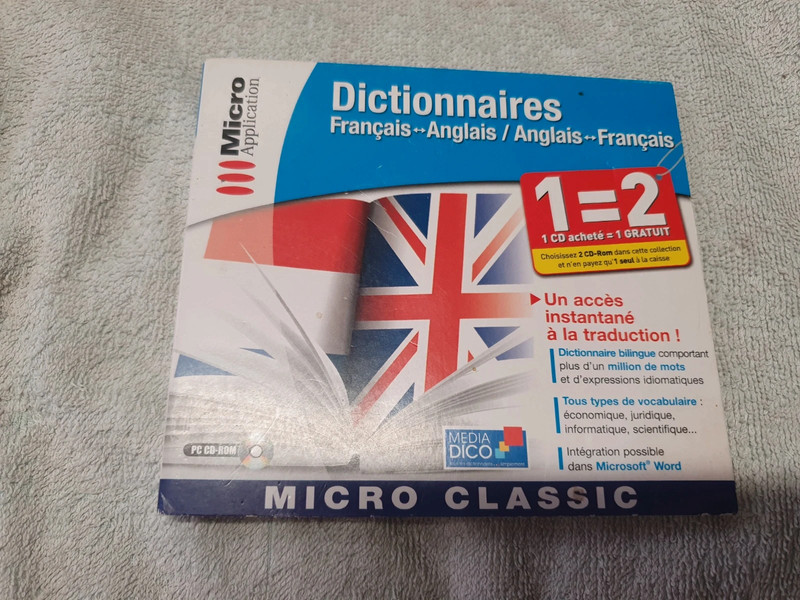 Micro
Application
Dictionnaires
Français↔Anglais / Anglais↔Français
1=2
1 CD acheté = 1 GRATUIT
Choisissez 2 CD-Rom dans cette collection
et n'en payez qu'1 seul à la caisse
Un accès
instantané
à la traduction !
Dictionnaire bilingue comportant
plus d'un million de mots
et d'expressions idiomatiques
Tous types de vocabulaire :
économique, juridique,
informatique, scientifique...
Intégration possible
dans Microsoft® Word
MEDIA
DICO
PC CD-ROM
MICRO CLASSIC